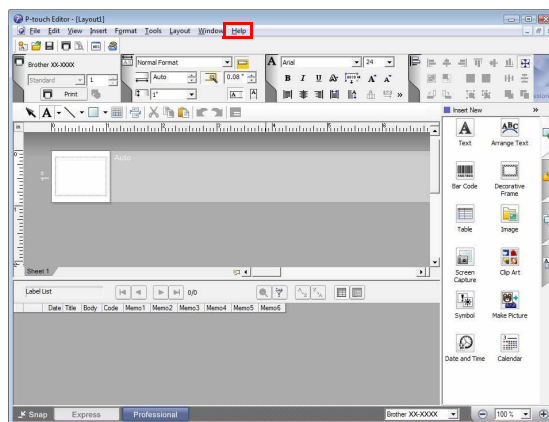 P-touch Editor - [Layout1]
File Edit View Insert Format Tools Layout Window Help
Brother XX-XXXX
Normal Format
A Arial 24
Standard 1
Auto 0.08"
B I U
Print 1"
Insert New
A ABC
Text Arrange Text
Auto
1"
Bar Code Decorative
Frame
Table Image
Screen
Capture Clip Art
Sheet 1
Symbol Make Picture
Label List 0/0
Date Title Body Code Memo1 Memo2 Memo3 Memo4 Memo5 Memo6
Date and Time Calendar
Snap Express Professional Brother XX-XXXX 100 %